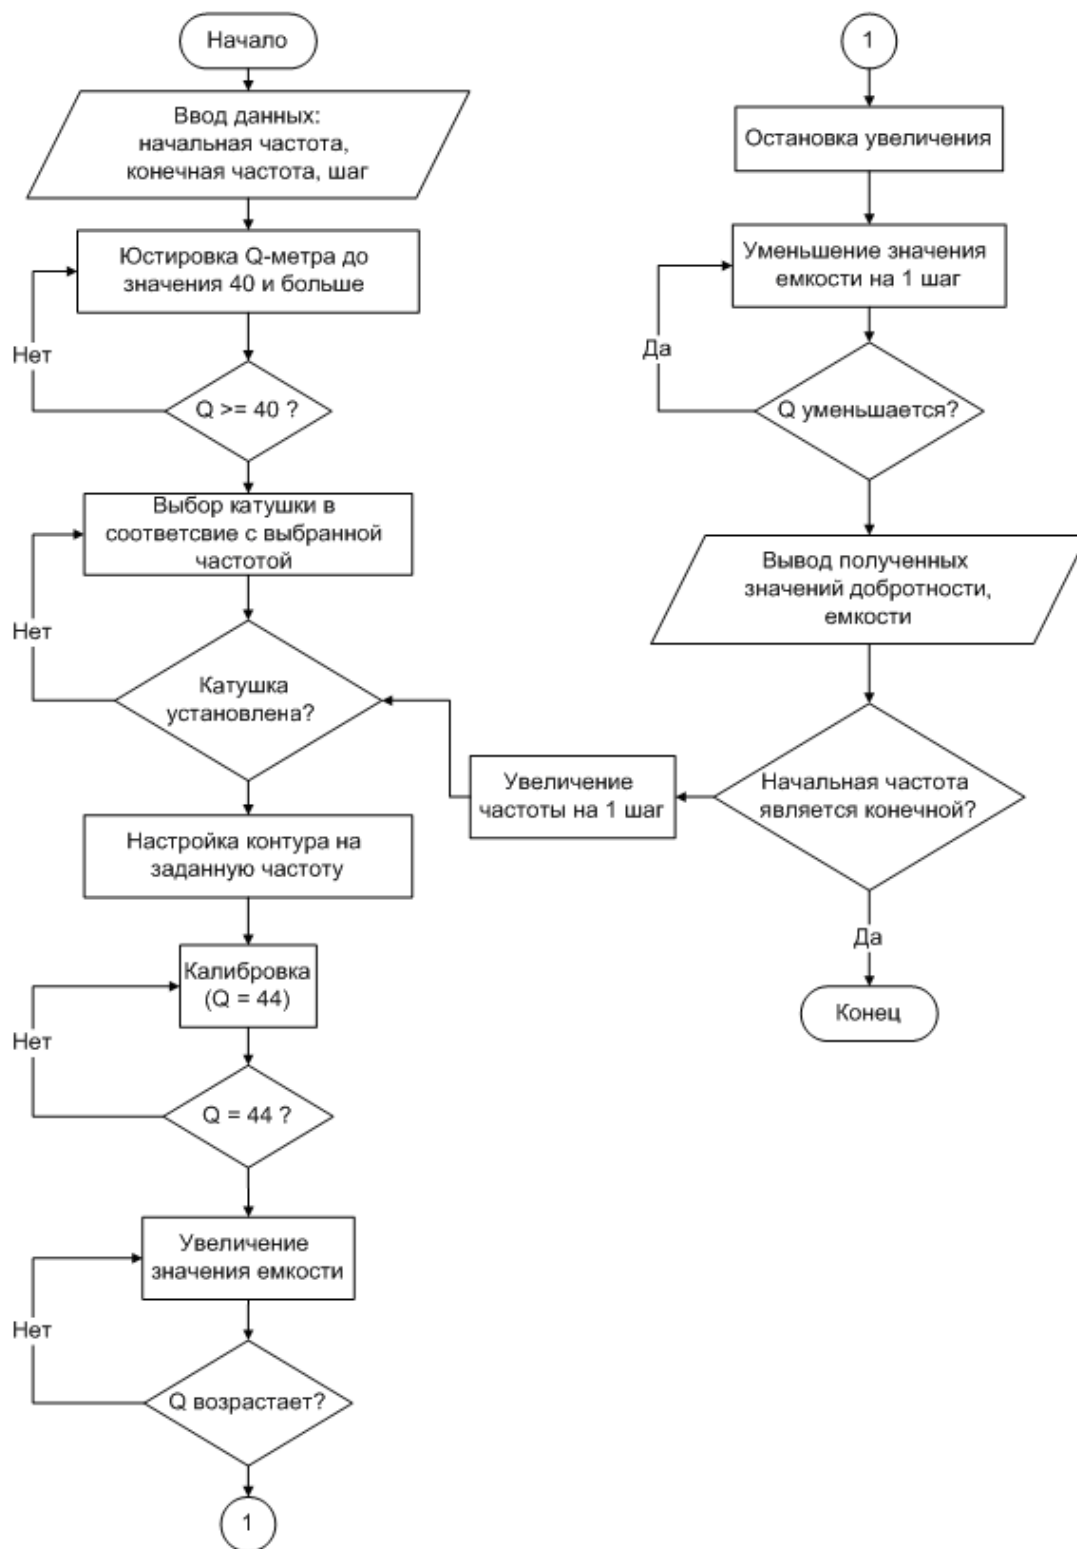 Начало
Ввод данных:
начальная частота,
конечная частота, шаг
Юстировка Q-метра до
значения 40 и больше
Нет
Q >= 40 ?
Выбор катушки в
соответсвие с выбранной
частотой
Нет
Катушка
установлена?
Настройка контура на
заданную частоту
Калибровка
(Q = 44)
Нет
Q = 44 ?
Увеличение
значения емкости
Нет
Q возрастает?
1
1
Остановка увеличения
Уменьшение значения
емкости на 1 шаг
Да
Q уменьшается?
Вывод полученных
значений добротности,
емкости
Начальная частота
является конечной?
Увеличение
частоты на 1 шаг
Да
Конец